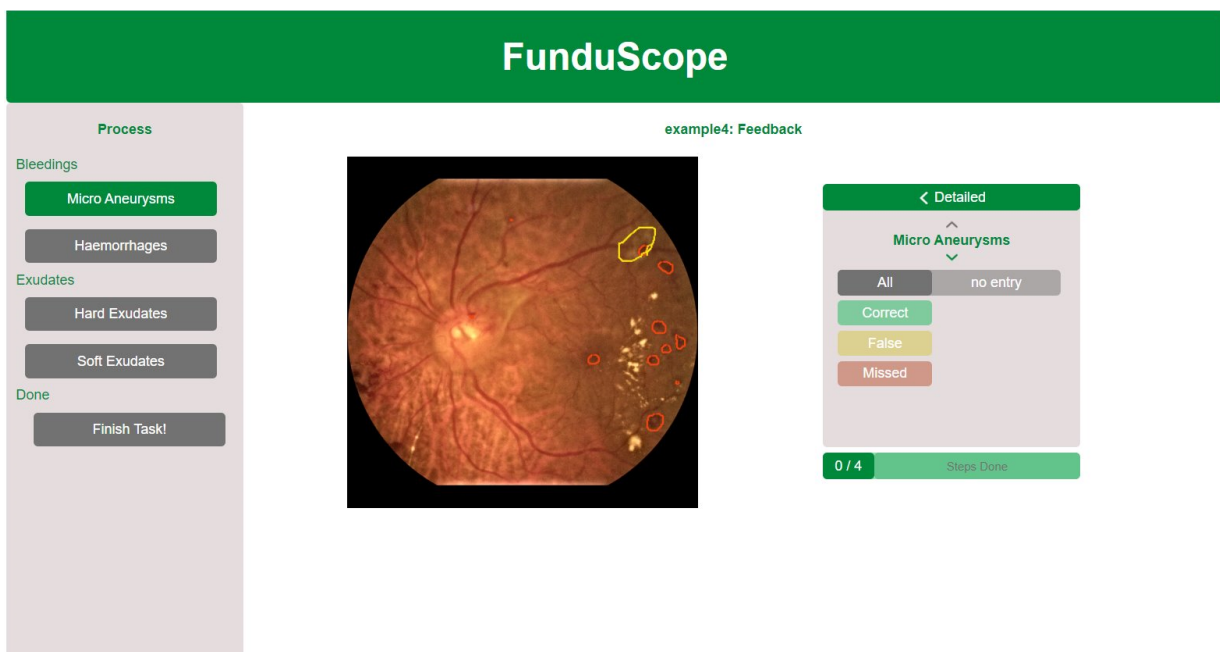 FunduScope
Process
Bleedings
Micro Aneurysms
Haemorrhages
Exudates
Hard Exudates
Soft Exudates
Done
Finish Task!
example4: Feedback
Detailed
Micro Aneurysms
All no entry
Correct
False
Missed
0 / 4 Steps Done